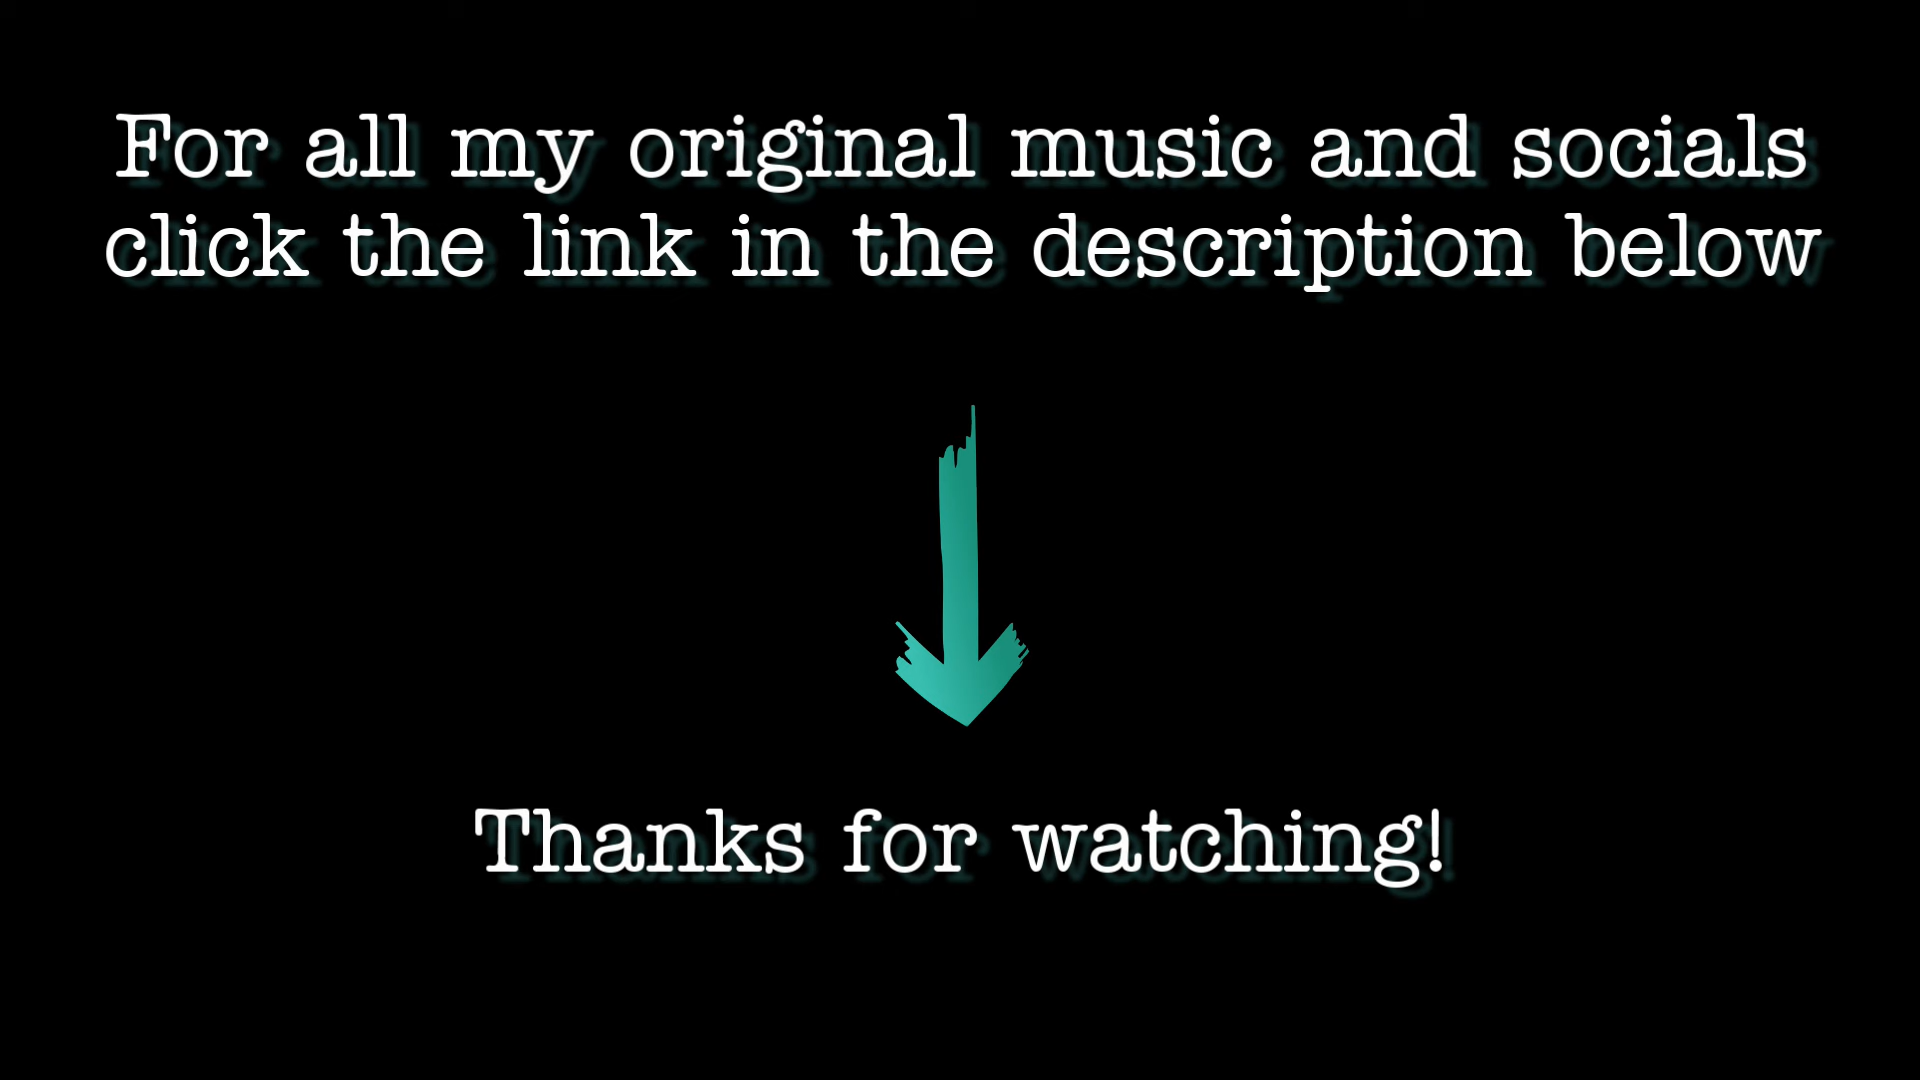 For all my original music and socials
click the link in the description below
Thanks for watching!